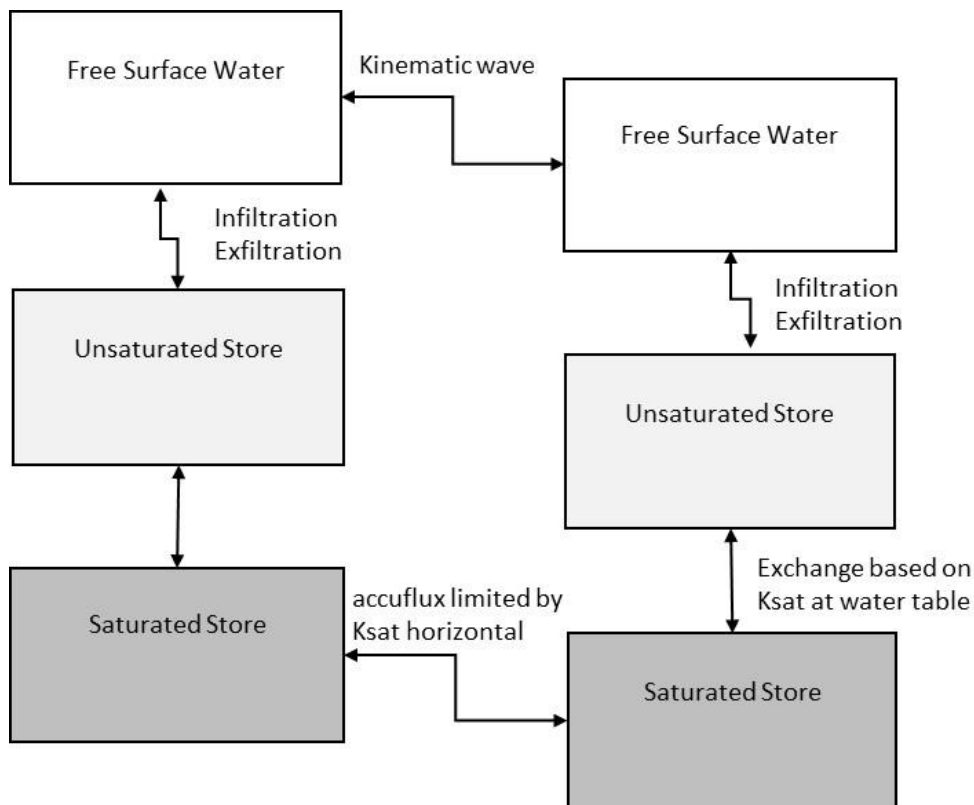 Free Surface Water
Kinematic wave
Free Surface Water
Infiltration
Exfiltration
Infiltration
Exfiltration
Unsaturated Store
Unsaturated Store
Exchange based on
Ksat at water table
accuflux limited by
Ksat horizontal
Saturated Store
Saturated Store